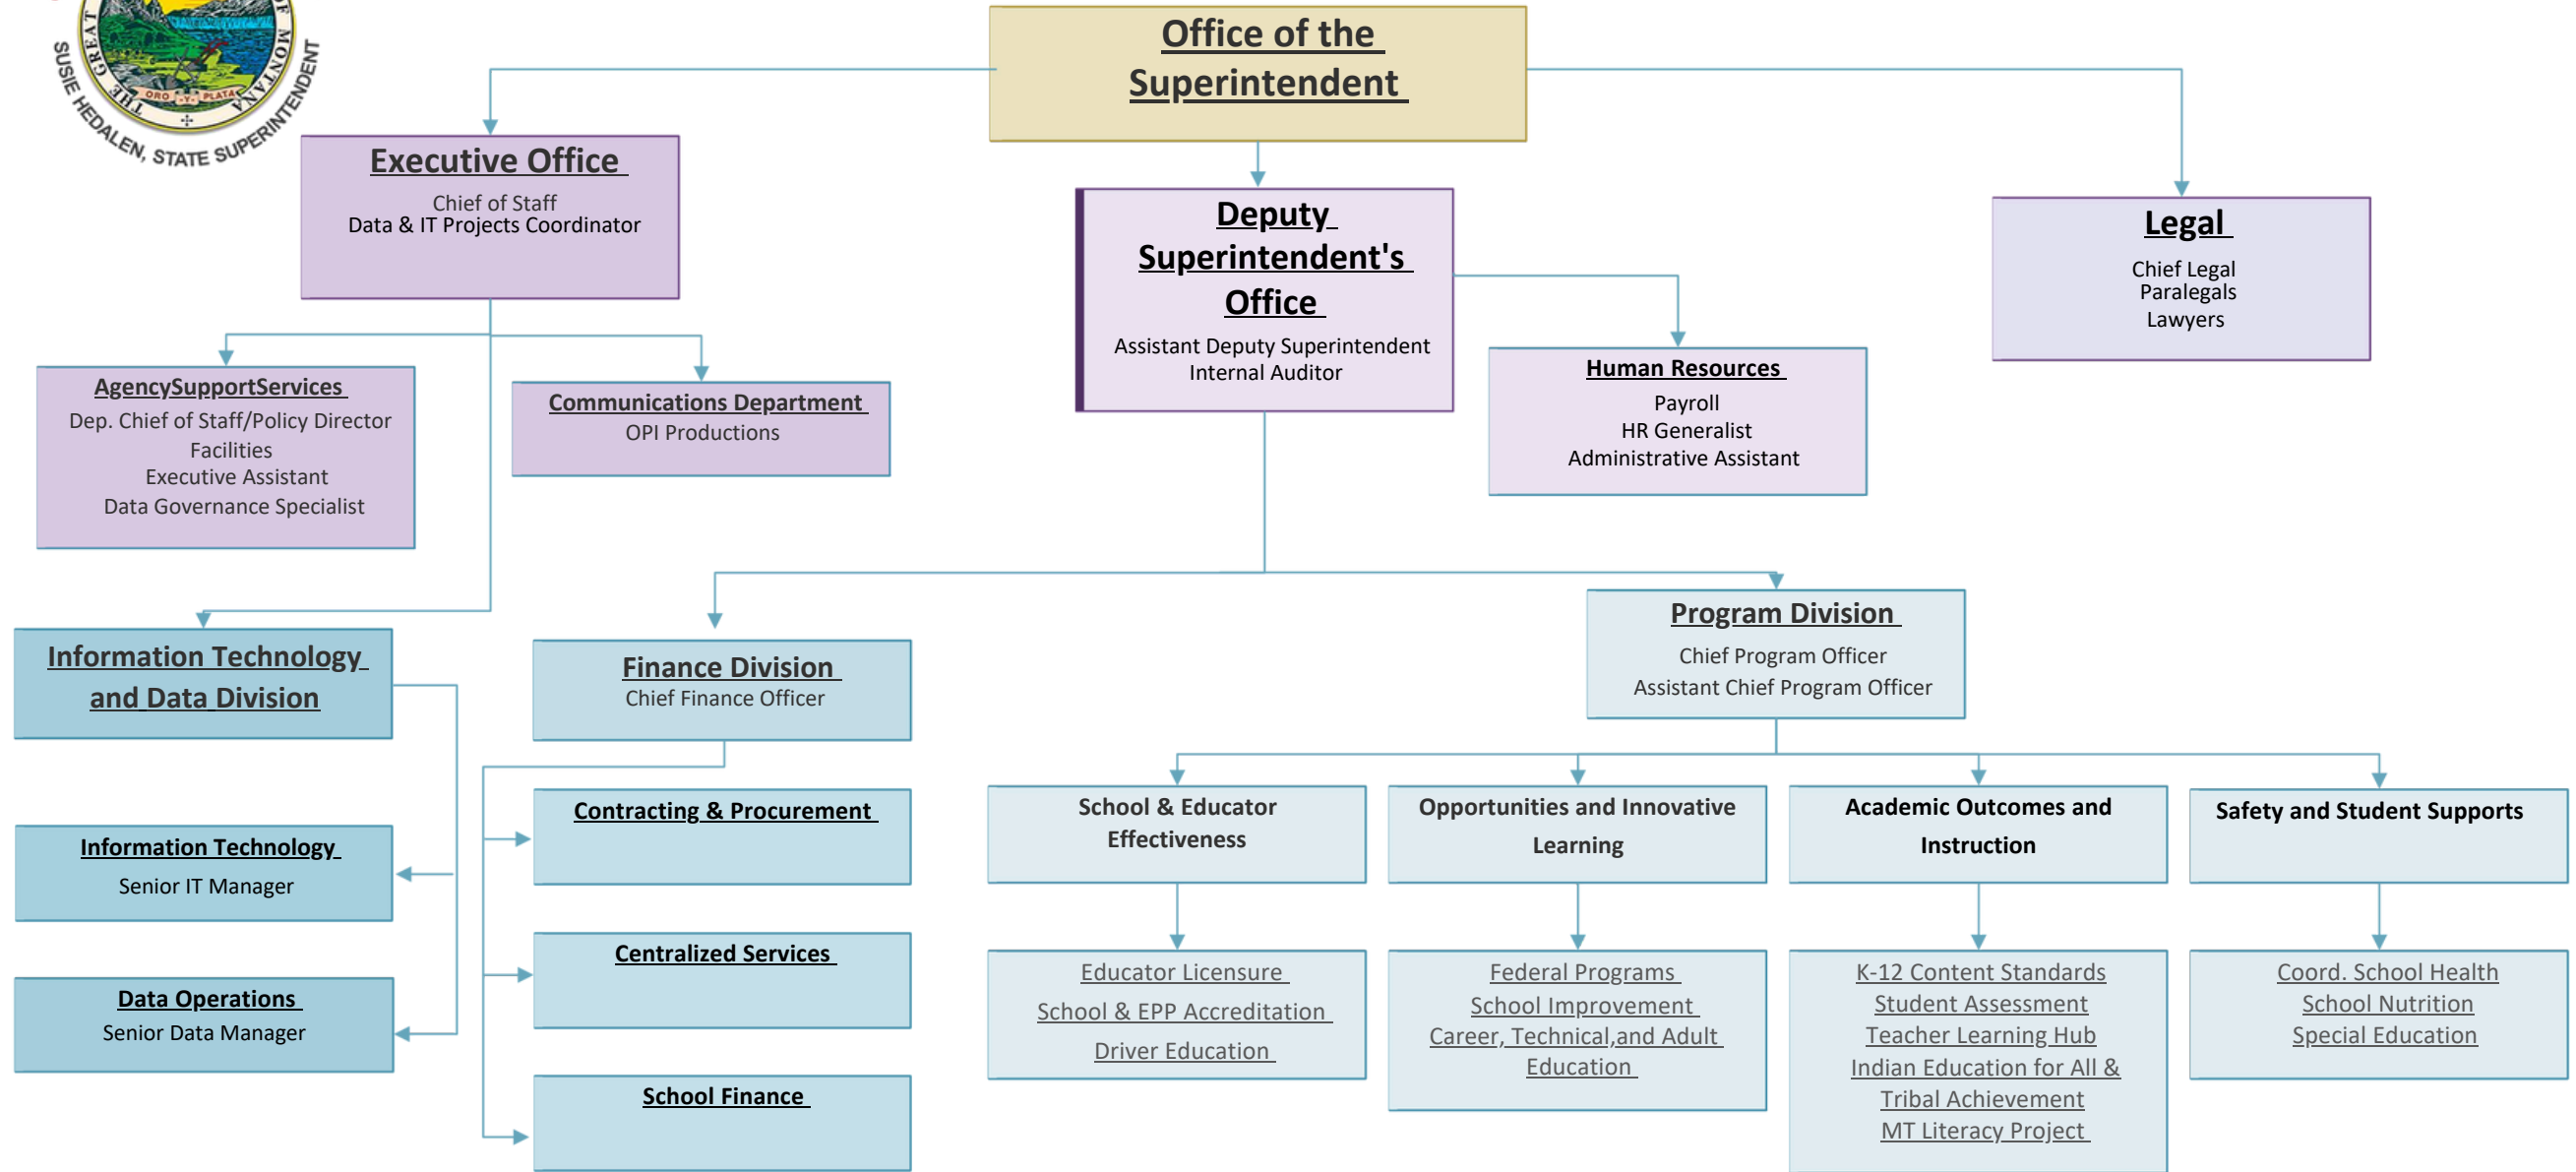 THE GREAT
OF MONTANA
ORO Y PLATA
SUSIE HEDALEN, STATE SUPERINTENDENT
Office of the
Superintendent
Executive Office
Chief of Staff
Data & IT Projects Coordinator
Deputy
Superintendent's
Office
Assistant Deputy Superintendent
Internal Auditor
Legal
Chief Legal
Paralegals
Lawyers
AgencySupportServices
Dep. Chief of Staff/Policy Director
Facilities
Executive Assistant
Data Governance Specialist
Communications Department
OPI Productions
Human Resources
Payroll
HR Generalist
Administrative Assistant
Information Technology
and Data Division
Finance Division
Chief Finance Officer
Program Division
Chief Program Officer
Assistant Chief Program Officer
Information Technology
Senior IT Manager
Data Operations
Senior Data Manager
Contracting & Procurement
Centralized Services
School Finance
School & Educator
Effectiveness
Opportunities and Innovative
Learning
Academic Outcomes and
Instruction
Safety and Student Supports
Educator Licensure
School & EPP Accreditation
Driver Education
Federal Programs
School Improvement
Career, Technical,and Adult
Education
K-12 Content Standards
Student Assessment
Teacher Learning Hub
Indian Education for All &
Tribal Achievement
MT Literacy Project
Coord. School Health
School Nutrition
Special Education